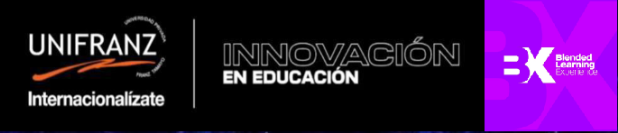 UNIFRANZ
Internacionalízate
INNOVACIÓN
EN EDUCACIÓN
BX
Blended
Learning
Experience